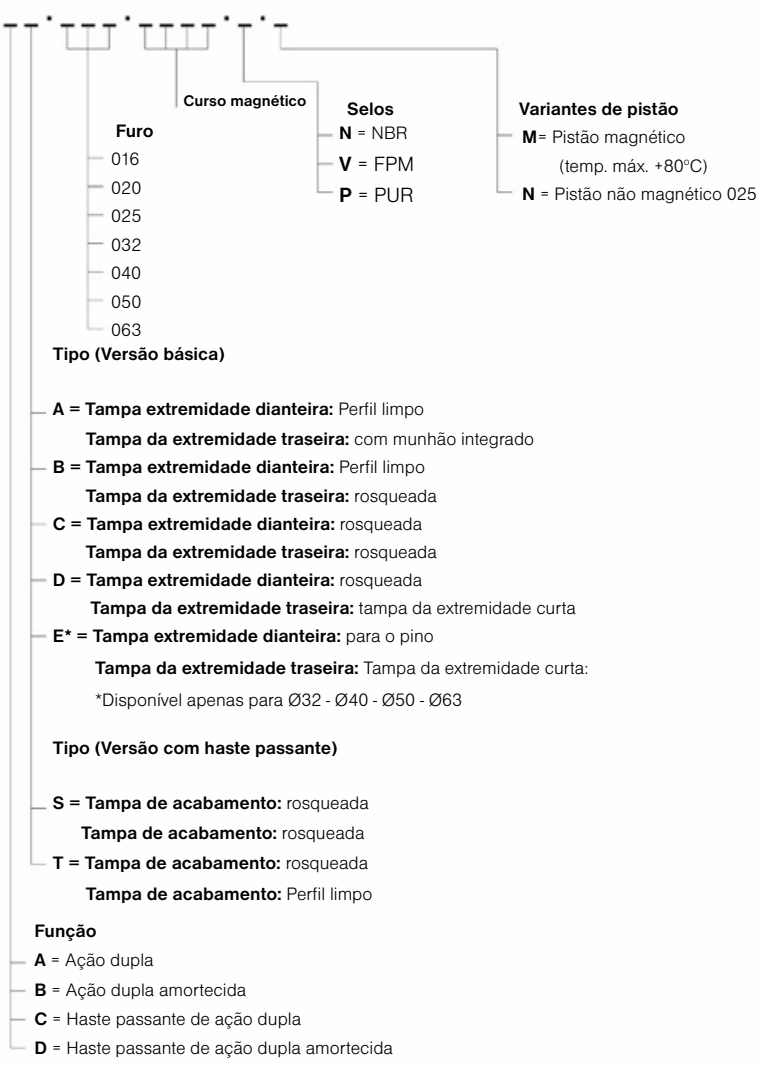 Curso magnético
Furo
016
020
025
032
040
050
063
Selos
N = NBR
V = FPM
P = PUR
Variantes de pistão
M= Pistão magnético
(temp. máx. +80°C)
N = Pistão não magnético 025
Tipo (Versão básica)
A = Tampa extremidade dianteira: Perfil limpo
Tampa da extremidade traseira: com munhão integrado
B = Tampa extremidade dianteira: Perfil limpo
Tampa da extremidade traseira: rosqueada
C = Tampa extremidade dianteira: rosqueada
Tampa da extremidade traseira: rosqueada
D = Tampa extremidade dianteira: rosqueada
Tampa da extremidade traseira: tampa da extremidade curta
E* = Tampa extremidade dianteira: para o pino
Tampa da extremidade traseira: Tampa da extremidade curta:
*Disponível apenas para Ø32 - Ø40 - Ø50 - Ø63
Tipo (Versão com haste passante)
S = Tampa de acabamento: rosqueada
Tampa de acabamento: rosqueada
T = Tampa de acabamento: rosqueada
Tampa de acabamento: Perfil limpo
Função
A = Ação dupla
B = Ação dupla amortecida
C = Haste passante de ação dupla
D = Haste passante de ação dupla amortecida